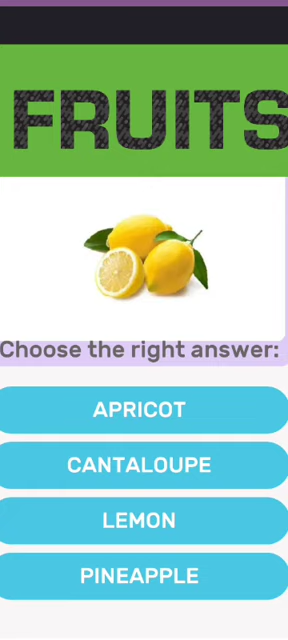 FRUITS
Choose the right answer:
APRICOT
CANTALOUPE
LEMON
PINEAPPLE